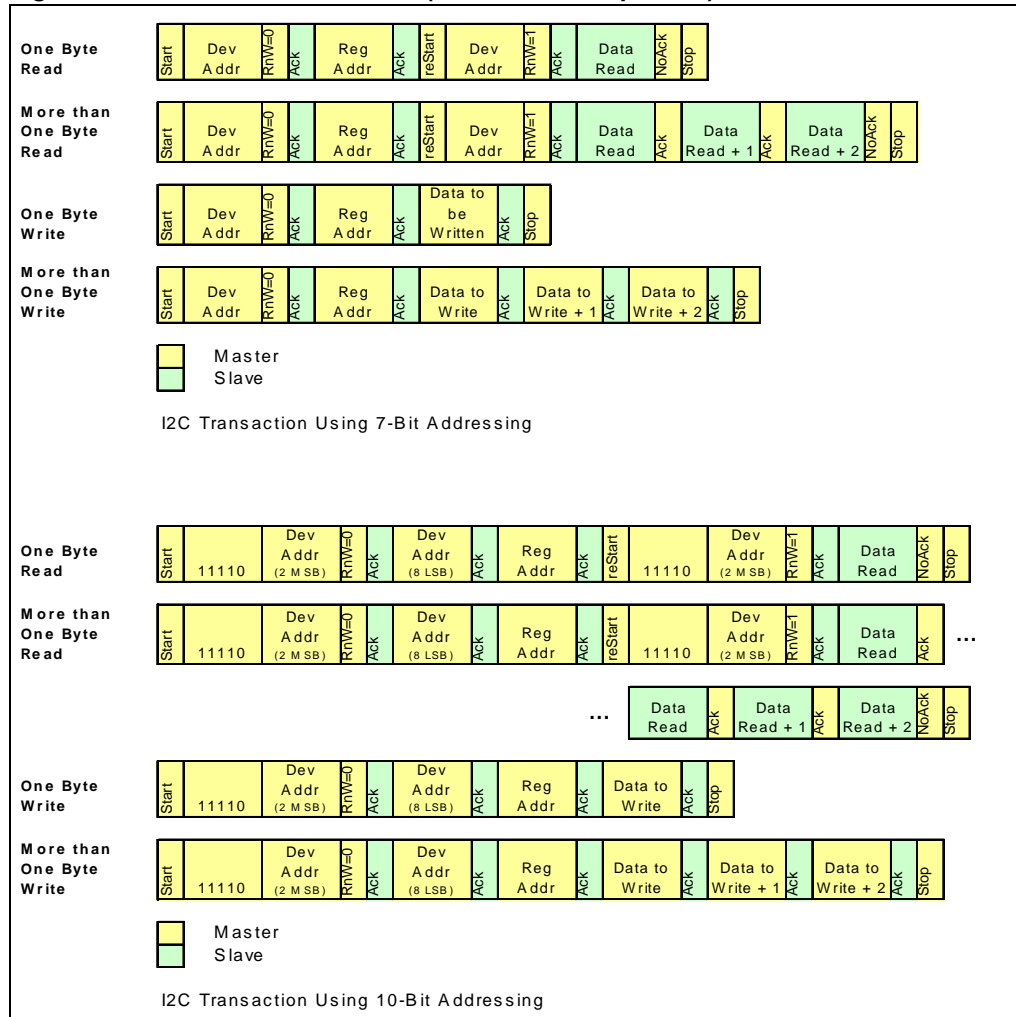 One Byte
Read
Start
Dev
Addr
RnW=0
Ack
Reg
Addr
Ack
reStart
Dev
Addr
RnW=1
Ack
Data
Read
NoAck
Stop
More than
One Byte
Read
Start
Dev
Addr
RnW=0
Ack
Reg
Addr
Ack
reStart
Dev
Addr
RnW=1
Ack
Data
Read
Ack
Data
Read + 1
Ack
Data
Read + 2
NoAck
Stop
One Byte
Write
Start
Dev
Addr
RnW=0
Ack
Reg
Addr
Ack
Data to
be
Written
Ack
Stop
More than
One Byte
Write
Start
Dev
Addr
RnW=0
Ack
Reg
Addr
Ack
Data to
Write
Ack
Data to
Write + 1
Ack
Data to
Write + 2
Ack
Stop
Master
Slave
I2C Transaction Using 7-Bit Addressing
One Byte
Read
Start
11110
Dev
Addr
(2 MSB)
RnW=0
Ack
Dev
Addr
(8 LSB)
Ack
Reg
Addr
Ack
reStart
11110
Dev
Addr
(2 MSB)
RnW=1
Ack
Data
Read
NoAck
Stop
More than
One Byte
Read
Start
11110
Dev
Addr
(2 MSB)
RnW=0
Ack
Dev
Addr
(8 LSB)
Ack
Reg
Addr
Ack
reStart
11110
Dev
Addr
(2 MSB)
RnW=1
Ack
Data
Read
Ack
...
...
Data
Read
Ack
Data
Read + 1
Ack
Data
Read + 2
NoAck
Stop
One Byte
Write
Start
11110
Dev
Addr
(2 MSB)
RnW=0
Ack
Dev
Addr
(8 LSB)
Ack
Reg
Addr
Ack
Data to
Write
Ack
Stop
More than
One Byte
Write
Start
11110
Dev
Addr
(2 MSB)
RnW=0
Ack
Dev
Addr
(8 LSB)
Ack
Reg
Addr
Ack
Data to
Write
Ack
Data to
Write + 1
Ack
Data to
Write + 2
Ack
Stop
Master
Slave
I2C Transaction Using 10-Bit Addressing